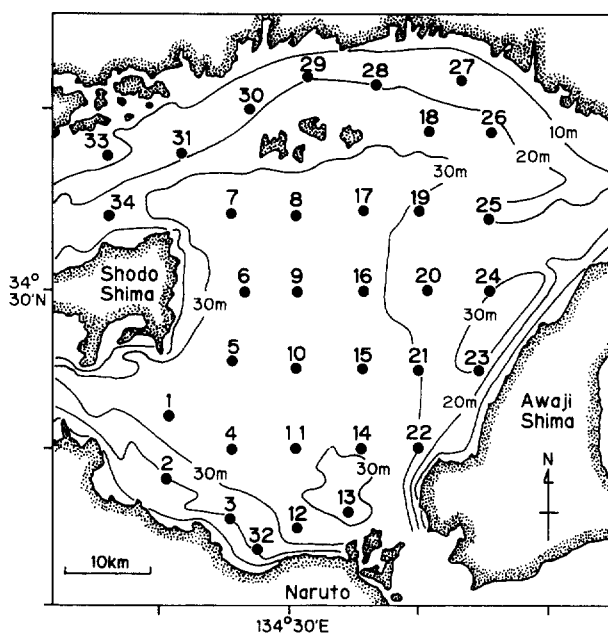 29
28
27
30
18
26
10m
33
31
20m
30m
34
7
8
17
19
25
Shodo
Shima
34°
30'N
30m
6
9
16
20
24
30m
5
10
15
21
23
20m
Awaji
Shima
1
4
11
14
22
2
30m
30m
N
3
13
12
32
10km
Naruto
134°30'E